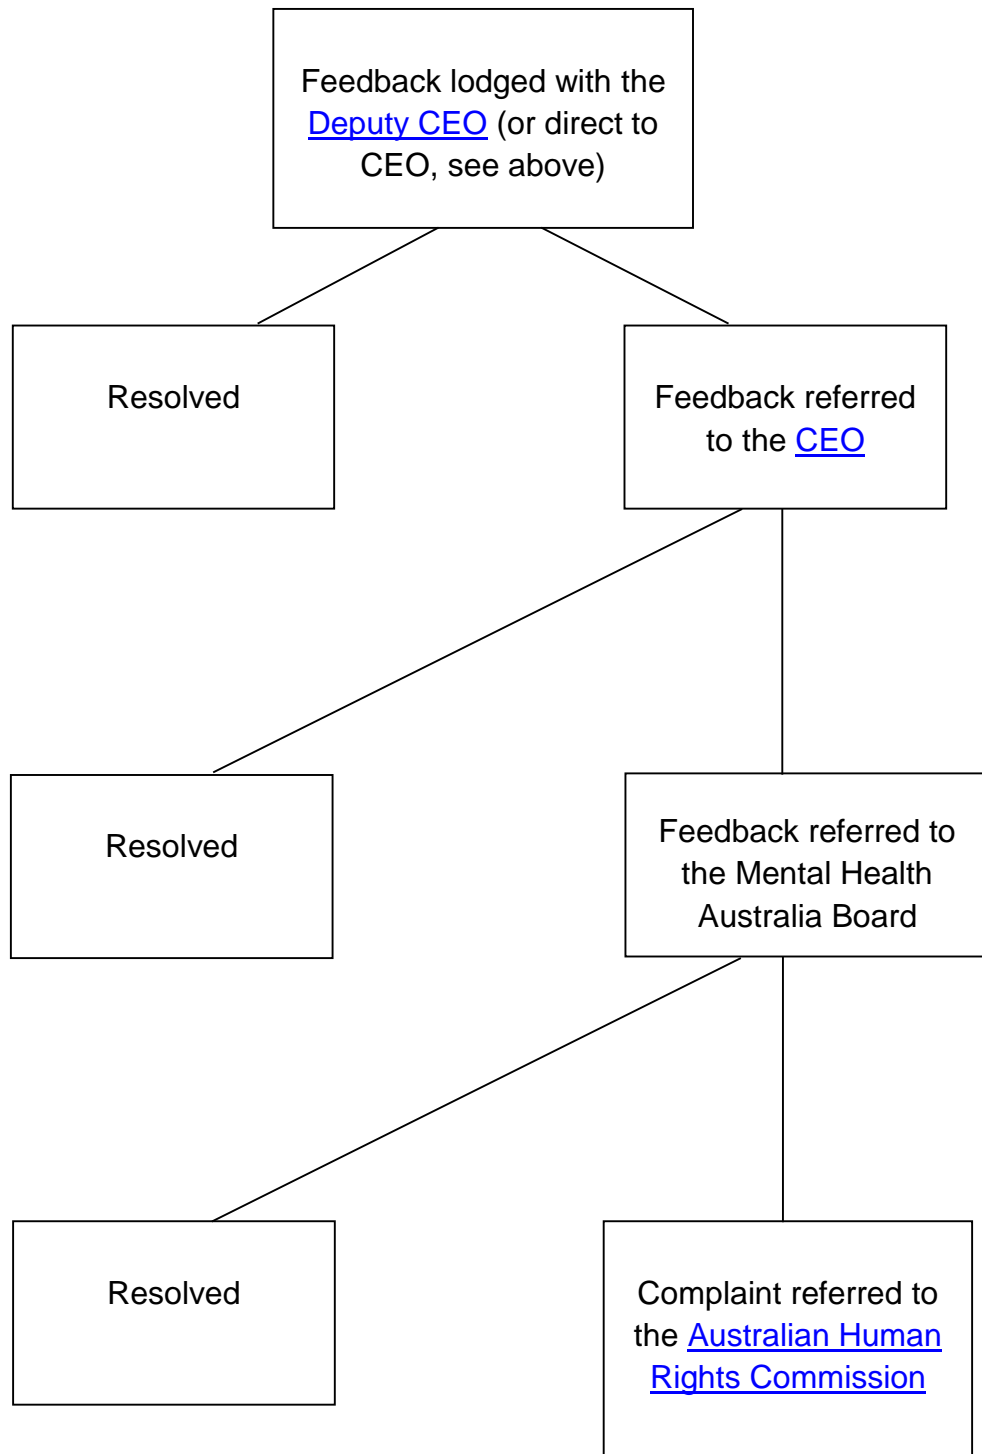 Feedback lodged with the
Deputy CEO (or direct to
CEO, see above)
Resolved
Feedback referred
to the CEO
Resolved
Feedback referred to
the Mental Health
Australia Board
Resolved
Complaint referred to
the Australian Human
Rights Commission